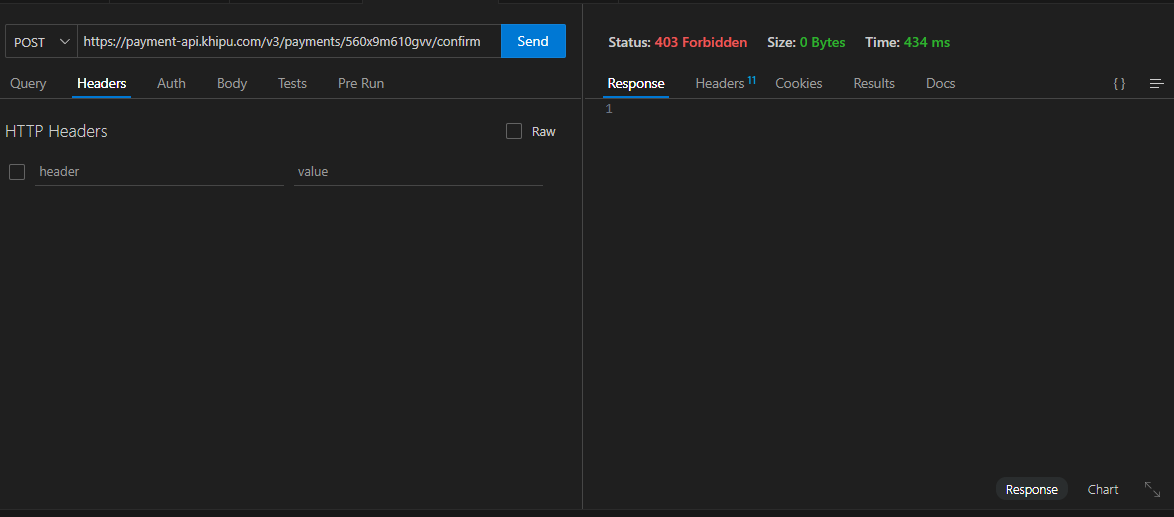 POST https://payment-api.khipu.com/v3/payments/560x9m610gvv/confirm Send
Query Headers Auth Body Tests Pre Run
HTTP Headers Raw
header value
Status: 403 Forbidden Size: 0 Bytes Time: 434 ms
Response Headers 11 Cookies Results Docs { }
1
Response Chart